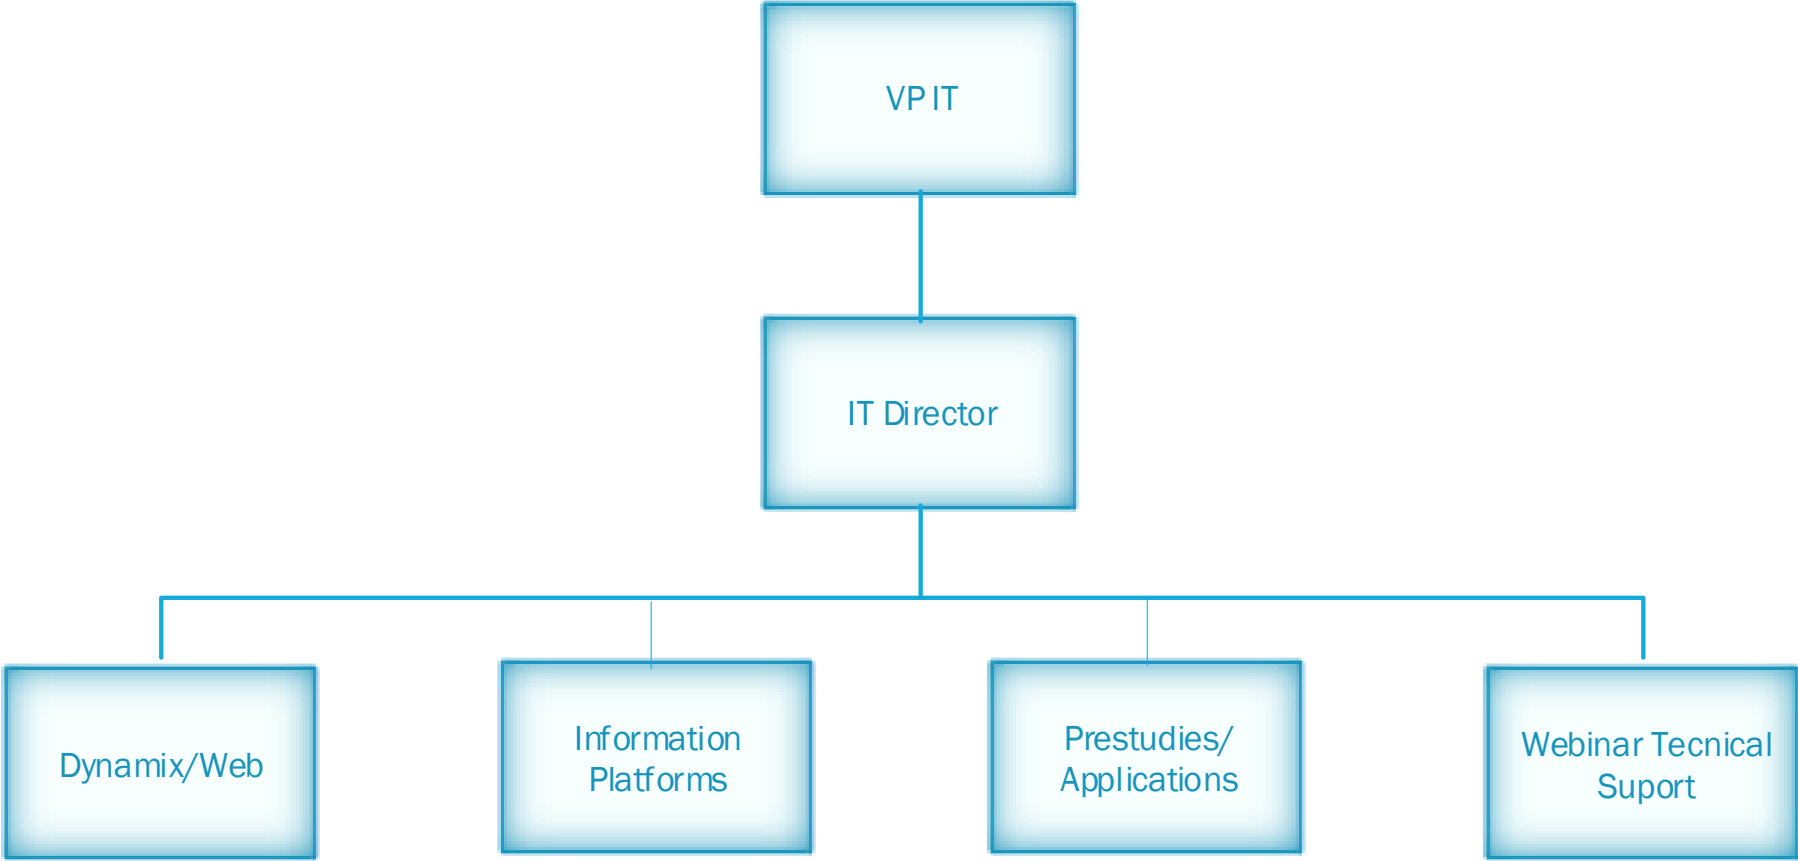 VP IT
IT Director
Dynamix/Web
Information
Platforms
Prestudies/
Applications
Webinar Tecnical
Suport